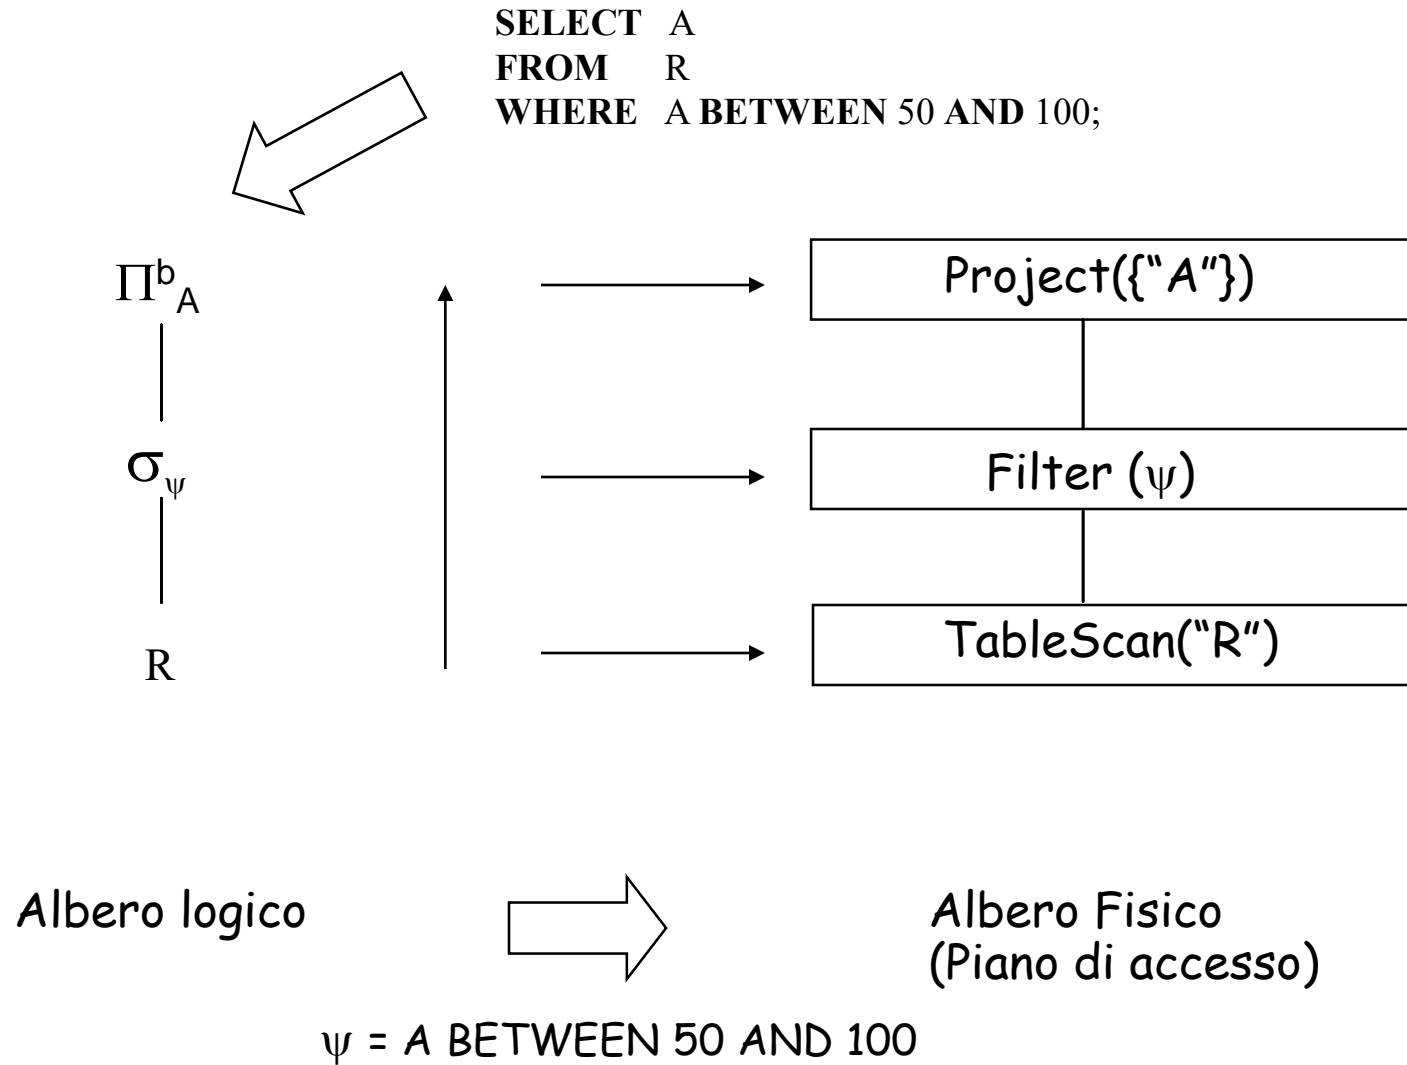 SELECT A
FROM R
WHERE A BETWEEN 50 AND 100;
Πᵇ_A
Project({“A”})
σ_ψ
Filter (ψ)
R
TableScan(“R”)
Albero logico
Albero Fisico
(Piano di accesso)
ψ = A BETWEEN 50 AND 100